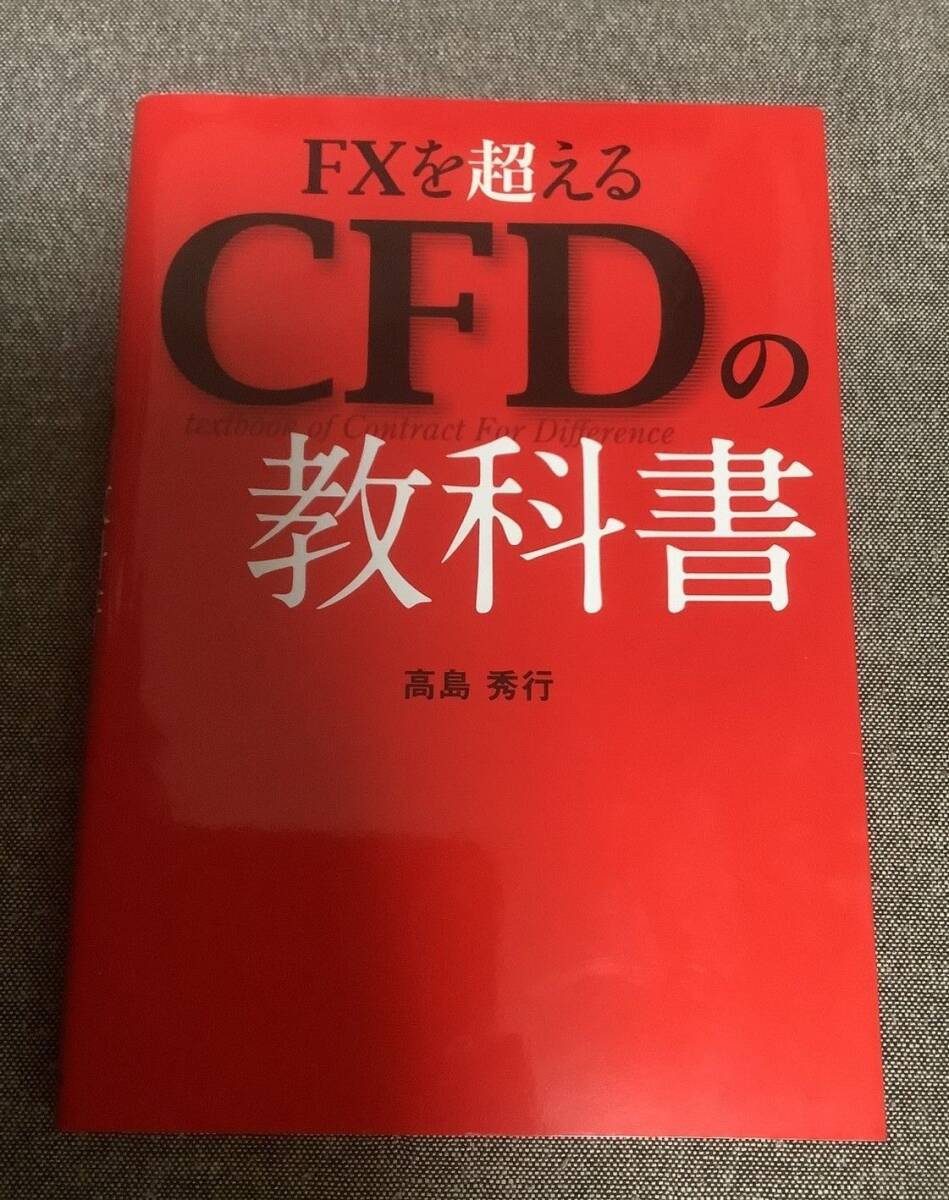 FXを超える
CFDの
textbook of Contract For Difference
教科書
高島 秀行